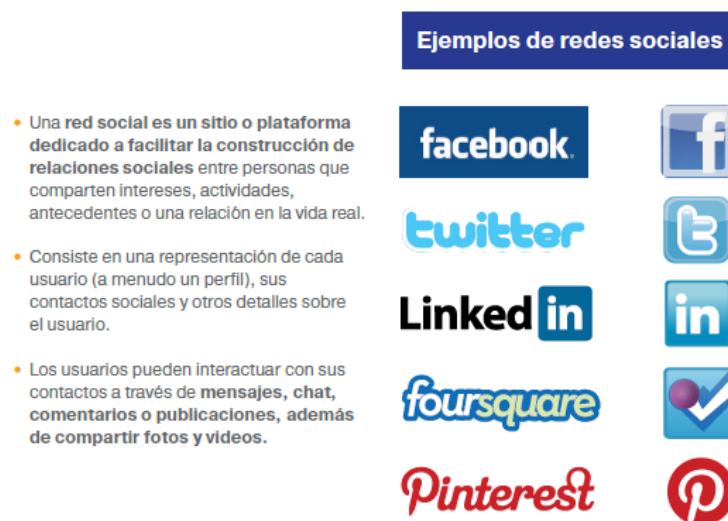 Ejemplos de redes sociales
• Una red social es un sitio o plataforma
dedicado a facilitar la construcción de
relaciones sociales entre personas que
comparten intereses, actividades,
antecedentes o una relación en la vida real.
• Consiste en una representación de cada
usuario (a menudo un perfil), sus
contactos sociales y otros detalles sobre
el usuario.
• Los usuarios pueden interactuar con sus
contactos a través de mensajes, chat,
comentarios o publicaciones, además
de compartir fotos y videos.
facebook.
f
twitter
t
Linked in
in
foursquare
Pinterest
P